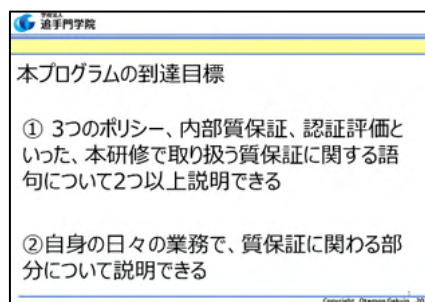 学校法人
追手門学院
本プログラムの到達目標
① 3つのポリシー、内部質保証、認証評価と
いった、本研修で取り扱う質保証に関する語
句について2つ以上説明できる
②自身の日々の業務で、質保証に関わる部
分について説明できる
Copyright Otemon Gakuin 20